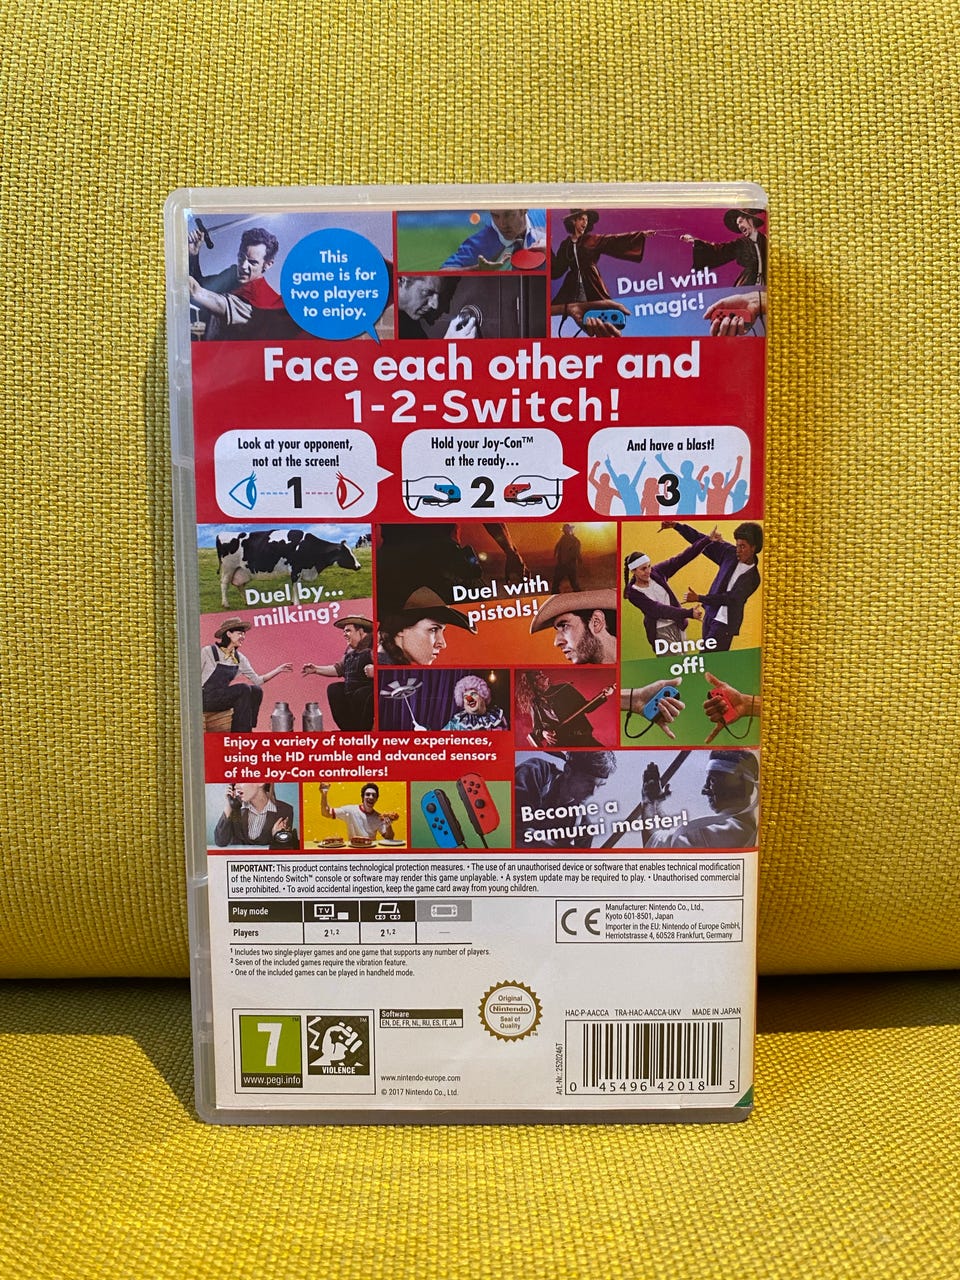 This
game is for
two players
to enjoy.
Duel with
magic!
Face each other and
1-2-Switch!
Look at your opponent,
not at the screen!
1
Hold your Joy-Con™
at the ready...
2
And have a blast!
3
Duel by...
milking?
Duel with
pistols!
Dance
off!
Enjoy a variety of totally new experiences,
using the HD rumble and advanced sensors
of the Joy-Con controllers!
Become a
samurai master!
IMPORTANT: This product contains technological protection measures. • The use of an unauthorised device or software that enables technical modification
of the Nintendo Switch™ console or software may render this game unplayable. • A system update may be required to play. • Unauthorised commercial
use prohibited. • To avoid accidental ingestion, keep the game card away from young children.
Play mode
TV
Players
2 1, 2
2 1, 2
—
1 Includes two single-player games and one game that supports any number of players.
2 Seven of the included games require the vibration feature.
• One of the included games can be played in handheld mode.
CE
Manufacturer: Nintendo Co., Ltd.,
Kyoto 601-8501, Japan
Importer in the EU: Nintendo of Europe GmbH,
Herriotstrasse 4, 60528 Frankfurt, Germany
7
™
www.pegi.info
™
VIOLENCE
Software
EN, DE, FR, NL, RU, ES, IT, JA
www.nintendo-europe.com
© 2017 Nintendo Co., Ltd.
Original
Nintendo
Seal of
Quality
™
HAC-P-AACCA TRA-HAC-AACCA-UKV MADE IN JAPAN
Art.-Nr.: 2520246T
0 45496 42018 5